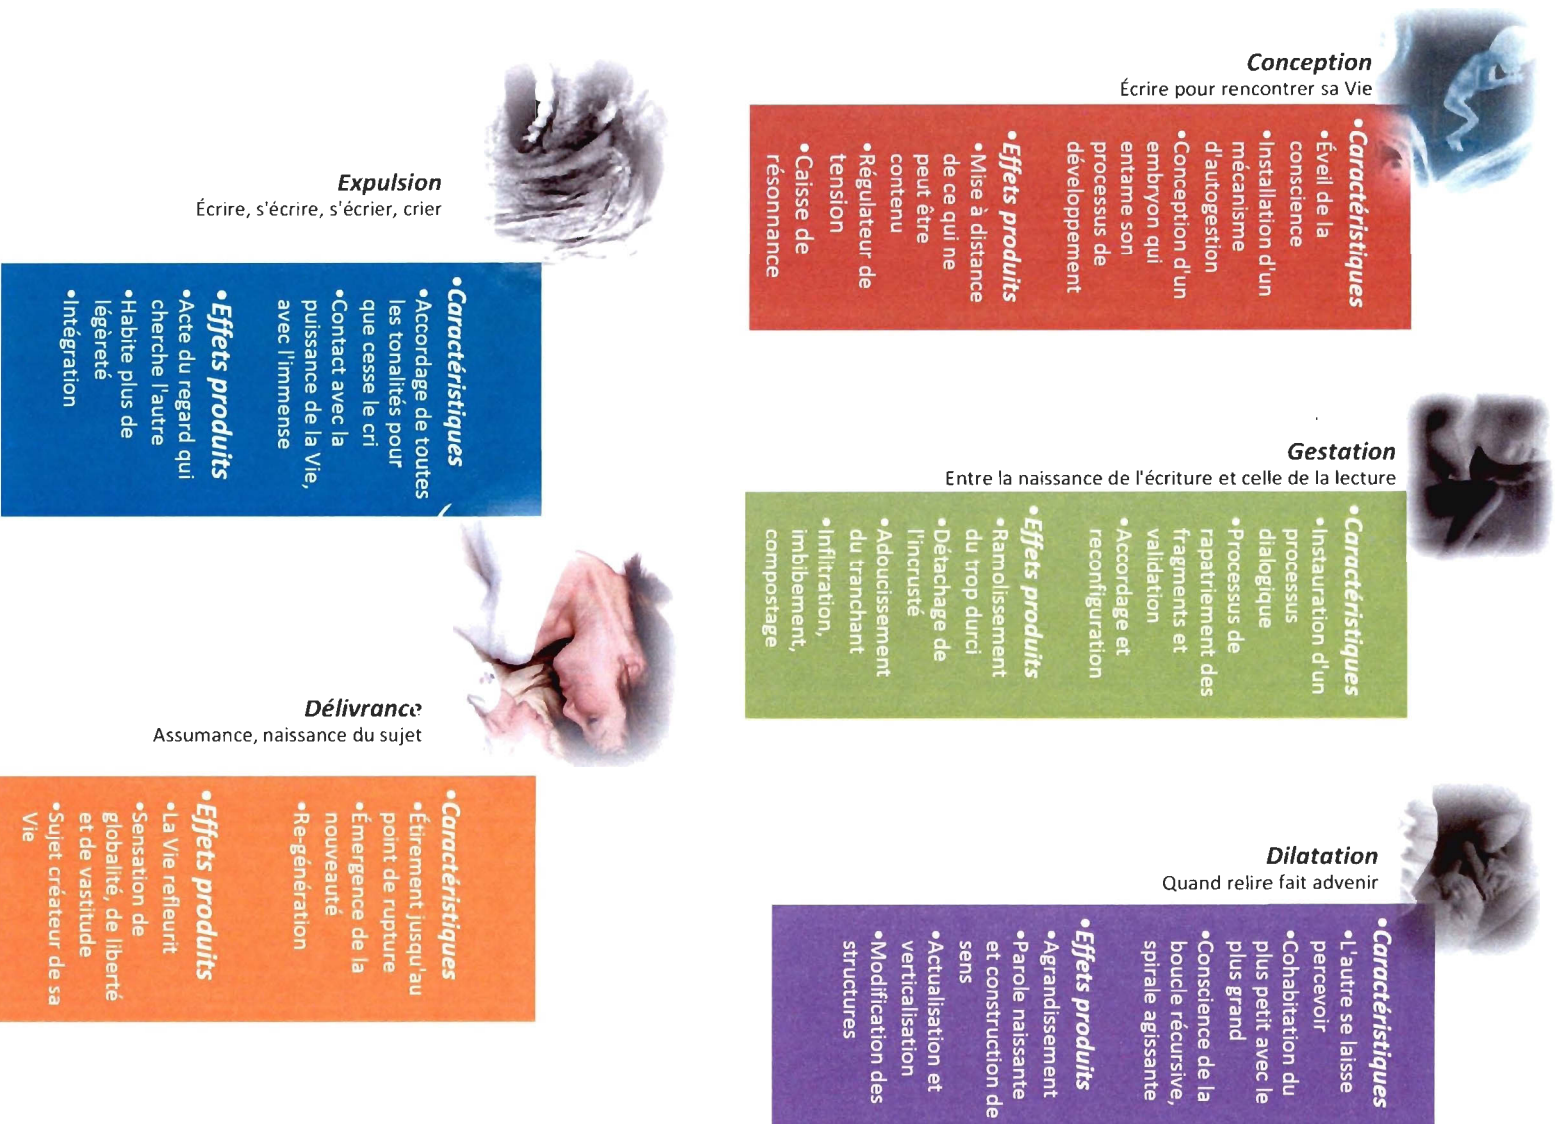 Conception
Écrire pour rencontrer sa Vie
•Caractéristiques
•Éveil de la
conscience
•Installation d'un
mécanisme
d'autogestion
•Conception d'un
embryon qui
entame son
processus de
développement
•Effets produits
•Mise à distance
de ce qui ne
peut être
contenu
•Régulateur de
tension
•Caisse de
résonnance
Gestation
Entre la naissance de l'écriture et celle de la lecture
•Caractéristiques
•Instauration d'un
processus
dialogique
•Processus de
rapatriement des
fragments et
validation
•Accordage et
reconfiguration
•Effets produits
•Ramolissement
du trop durci
•Détachage de
l'incrusté
•Adoucissement
du tranchant
•Inflitration,
imbibement,
compostage
Dilatation
Quand relire fait advenir
•Caractéristiques
•L'autre se laisse
percevoir
•Cohabitation du
plus petit avec le
plus grand
•Conscience de la
boucle récursive,
spirale agissante
•Effets produits
•Agrandissement
•Parole naissante
et construction de
sens
•Actualisation et
verticalisation
•Modification des
structures
Expulsion
Écrire, s'écrire, s'écrier, crier
•Caractéristiques
•Accordage de toutes
les tonalités pour
que cesse le cri
•Contact avec la
puissance de la Vie,
avec l'immense
•Effets produits
•Acte du regard qui
cherche l'autre
•Habite plus de
légèreté
•Intégration
Délivrance
Assumance, naissance du sujet
•Caractéristiques
•Étirement jusqu'au
point de rupture
•Émergence de la
nouveauté
•Re-génération
•Effets produits
•La Vie refleurit
•Sensation de
globalité, de liberté
et de vastitude
•Sujet créateur de sa
Vie